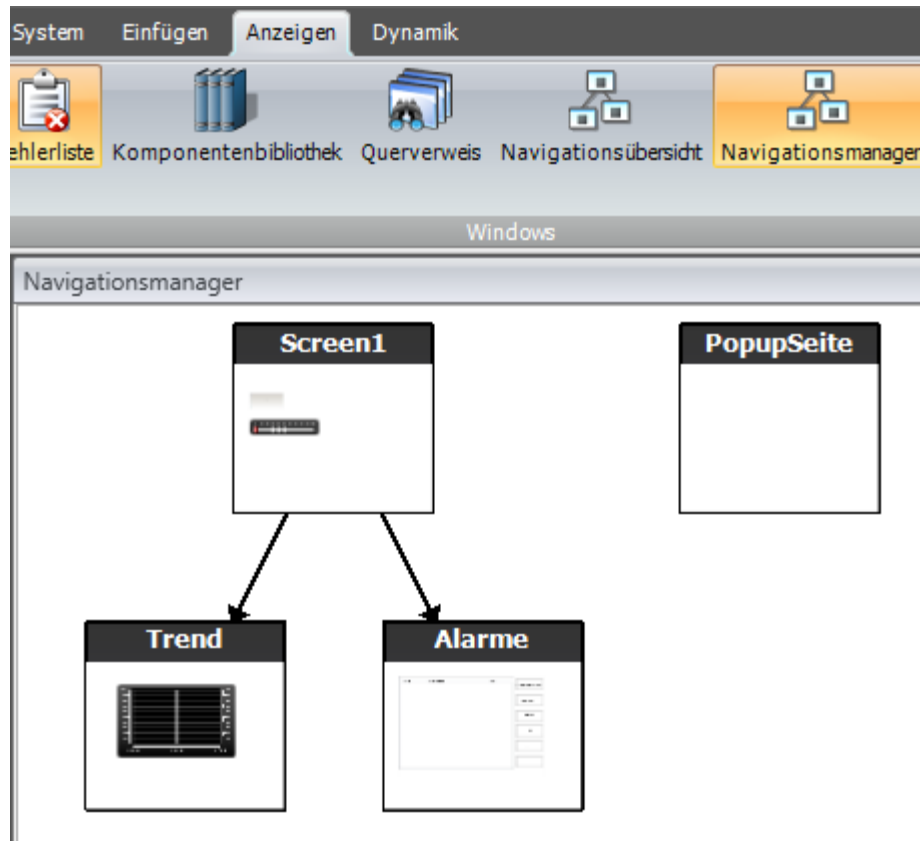 System Einfügen Anzeigen Dynamik
ehlerliste Komponentenbibliothek Querverweis Navigationsübersicht Navigationsmanager
Windows
Navigationsmanager
Screen1 PopupSeite
Trend Alarme